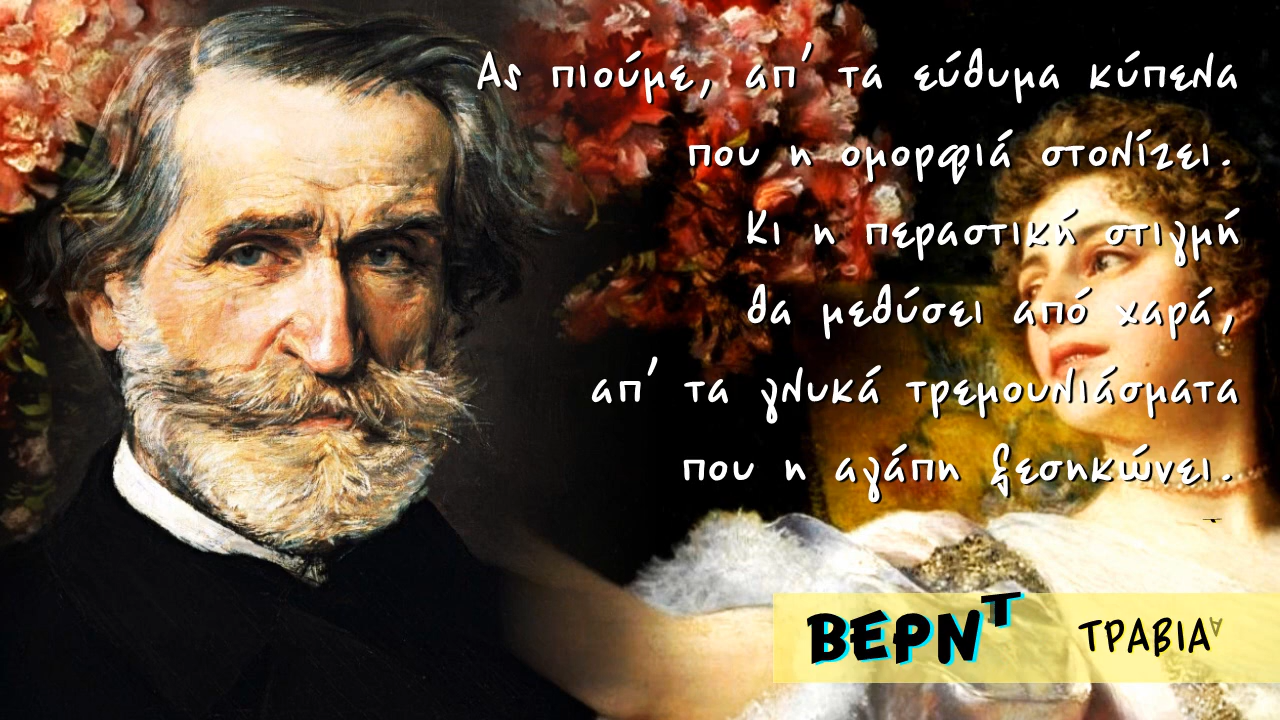 Ας πιούμε, απ' τα εύθυμα κύπελα
που η ομορφιά στολίζει.
Κι η περαστική στιγμή
θα μεθύσει από χαρά,
απ' τα γλυκά τρεμουλιάσματα
που η αγάπη ξεσηκώνει.
ΒΕΡΝΤ ΤΡΑΒΙΑ